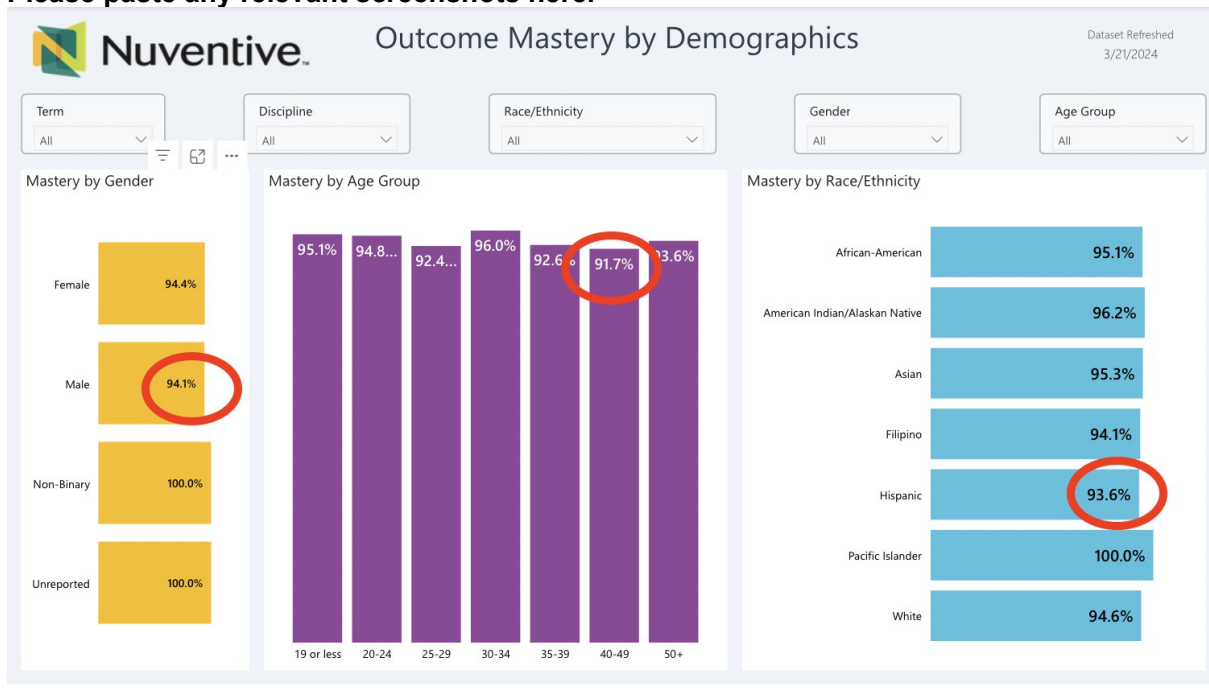 Please paste any relevant screenshots here:
Nuventive.
Outcome Mastery by Demographics
Dataset Refreshed
3/21/2024
Term
All
Discipline
All
Race/Ethnicity
All
Gender
All
Age Group
All
Mastery by Gender
Female 94.4%
Male 94.1%
Non-Binary 100.0%
Unreported 100.0%
Mastery by Age Group
95.1% 94.8... 92.4... 96.0% 92.6% 91.7% 93.6%
19 or less 20-24 25-29 30-34 35-39 40-49 50+
Mastery by Race/Ethnicity
African-American 95.1%
American Indian/Alaskan Native 96.2%
Asian 95.3%
Filipino 94.1%
Hispanic 93.6%
Pacific Islander 100.0%
White 94.6%